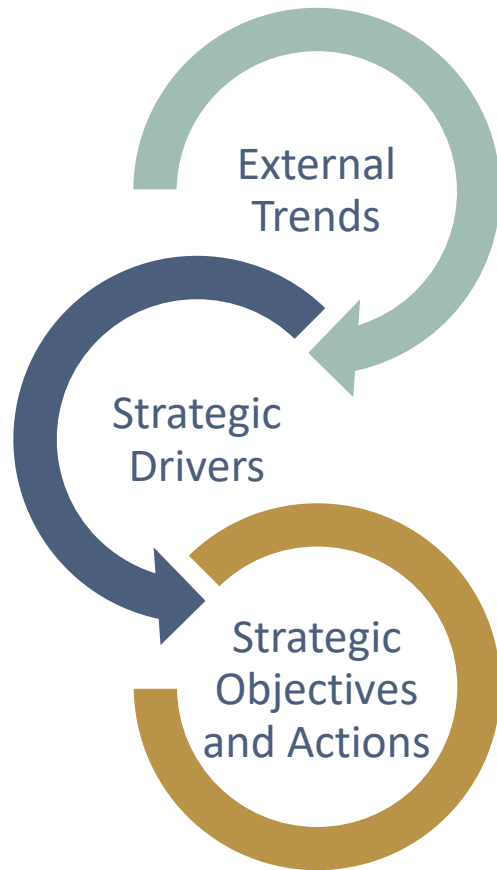 External
Trends
Strategic
Drivers
Strategic
Objectives
and Actions